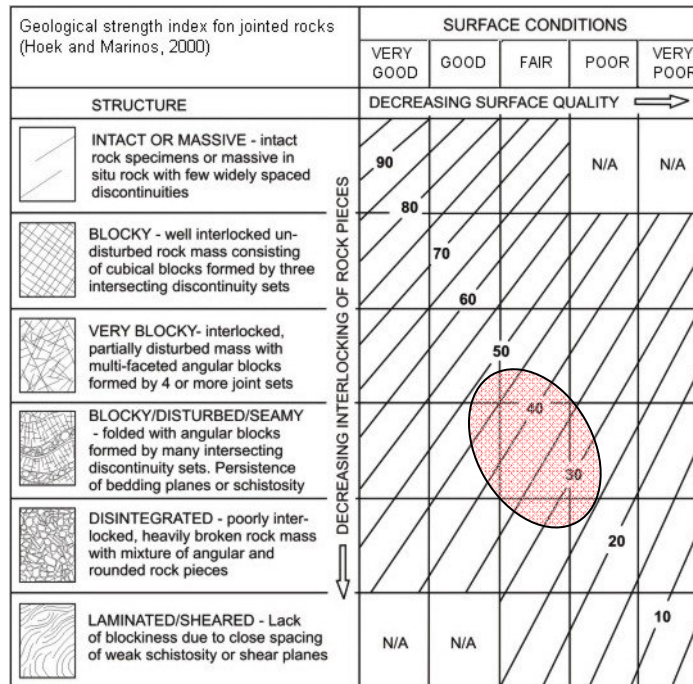 Geological strength index fon jointed rocks
(Hoek and Marinos, 2000)
SURFACE CONDITIONS
VERY
GOOD
GOOD
FAIR
POOR
VERY
POOR
STRUCTURE
DECREASING SURFACE QUALITY
DECREASING INTERLOCKING OF ROCK PIECES
INTACT OR MASSIVE - intact
rock specimens or massive in
situ rock with few widely spaced
discontinuities
90
80
N/A
N/A
BLOCKY - well interlocked un-
disturbed rock mass consisting
of cubical blocks formed by three
intersecting discontinuity sets
70
60
VERY BLOCKY- interlocked,
partially disturbed mass with
multi-faceted angular blocks
formed by 4 or more joint sets
50
BLOCKY/DISTURBED/SEAMY
- folded with angular blocks
formed by many intersecting
discontinuity sets. Persistence
of bedding planes or schistosity
40
30
DISINTEGRATED - poorly inter-
locked, heavily broken rock mass
with mixture of angular and
rounded rock pieces
20
LAMINATED/SHEARED - Lack
of blockiness due to close spacing
of weak schistosity or shear planes
N/A
N/A
10